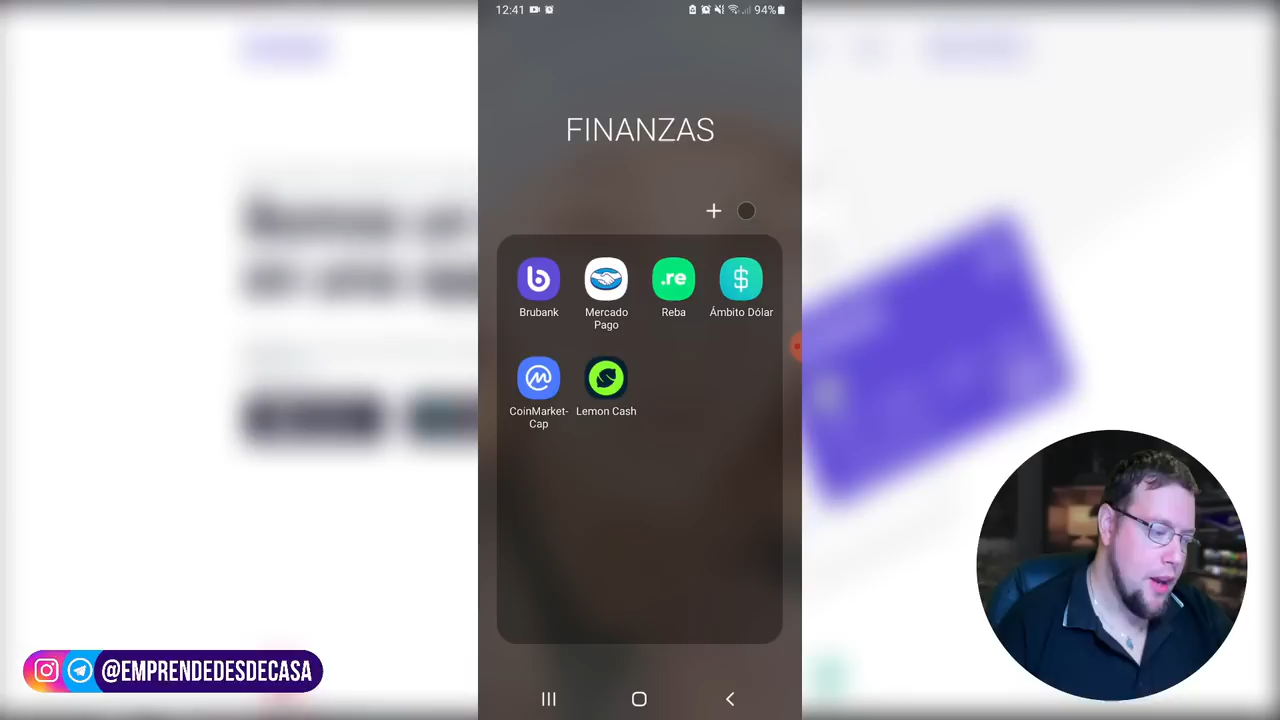 12:41
94%
FINANZAS
.re
$
Brubank
Mercado
Pago
Reba
Ámbito Dólar
CoinMarket-
Cap
Lemon Cash
@EMPRENDEDESDECASA